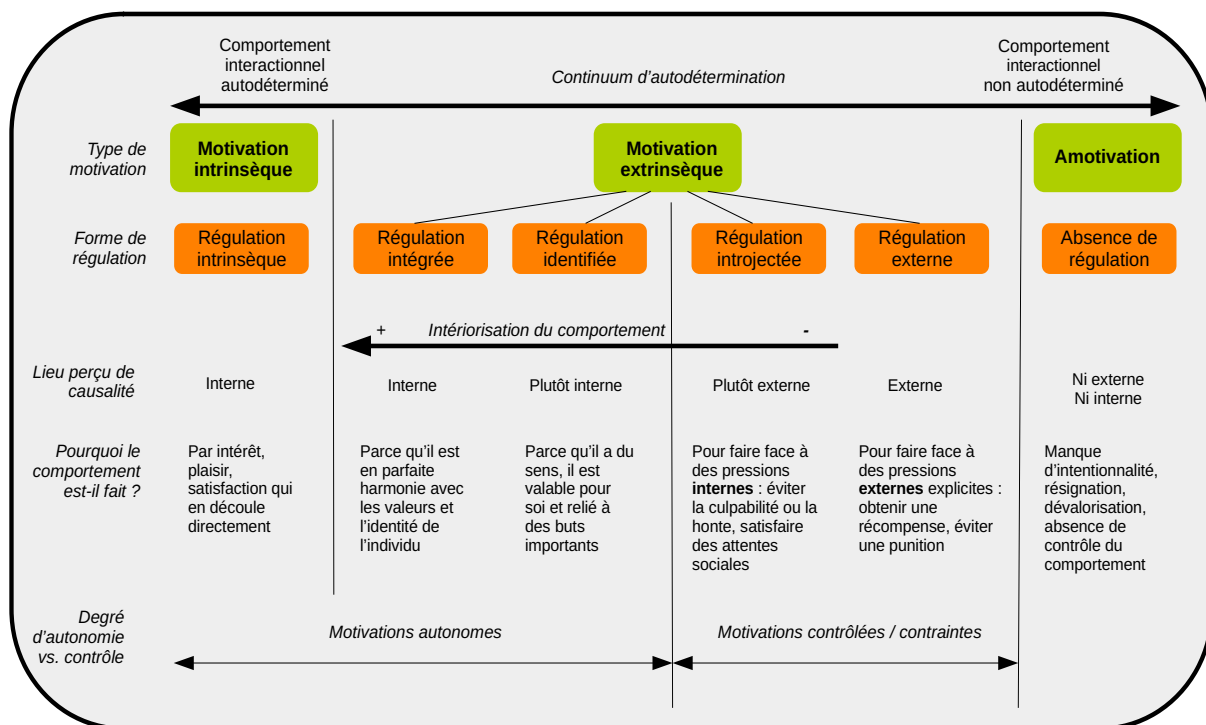 Comportement
interactionnel
autodéterminé
Continuum d'autodétermination
Comportement
interactionnel
non autodéterminé
Type de
motivation
Motivation
intrinsèque
Motivation
extrinsèque
Amotivation
Forme de
régulation
Régulation
intrinsèque
Régulation
intégrée
Régulation
identifiée
Régulation
introjectée
Régulation
externe
Absence de
régulation
+ Intériorisation du comportement -
Lieu perçu de
causalité
Interne
Interne
Plutôt interne
Plutôt externe
Externe
Ni externe
Ni interne
Pourquoi le
comportement
est-il fait ?
Par intérêt,
plaisir,
satisfaction qui
en découle
directement
Parce qu'il est
en parfaite
harmonie avec
les valeurs et
l'identité de
l'individu
Parce qu'il a du
sens, il est
valable pour
soi et relié à
des buts
importants
Pour faire face à
des pressions
internes : éviter
la culpabilité ou la
honte, satisfaire
des attentes
sociales
Pour faire face à
des pressions
externes explicites :
obtenir une
récompense, éviter
une punition
Manque
d'intentionnalité,
résignation,
dévalorisation,
absence de
contrôle du
comportement
Degré
d'autonomie
vs. contrôle
Motivations autonomes
Motivations contrôlées / contraintes